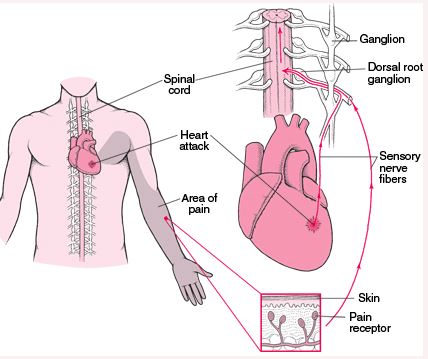 Ganglion
Dorsal root
ganglion
Spinal
cord
Heart
attack
Sensory
nerve
fibers
Area of
pain
Skin
Pain
receptor